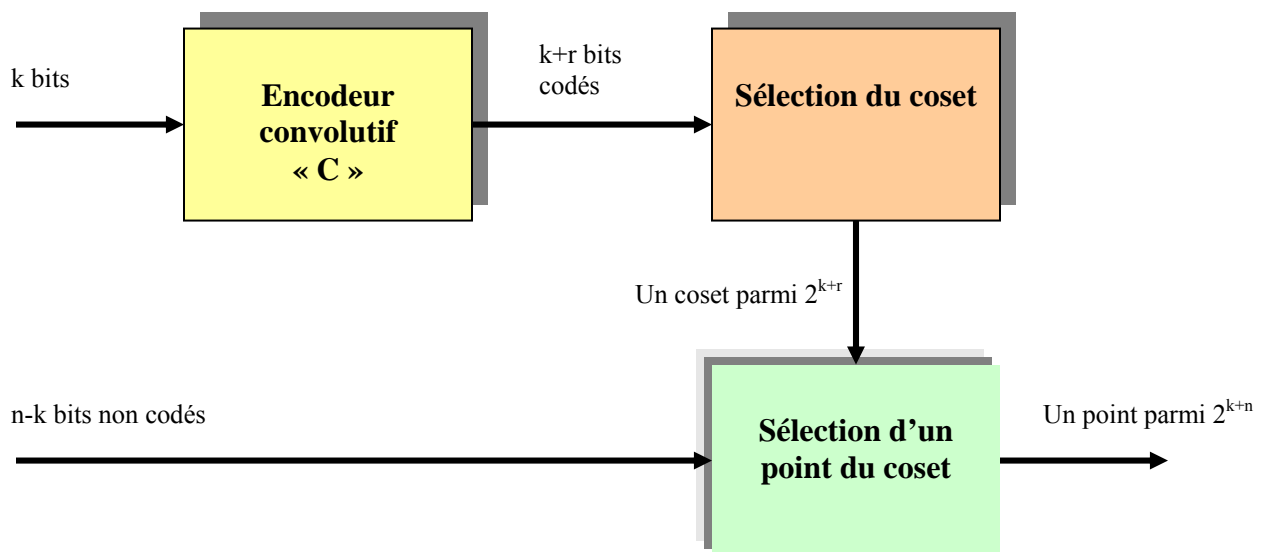 k bits
Encodeur
convolutif
« C »
k+r bits
codés
Sélection du coset
Un coset parmi 2^{k+r}
n-k bits non codés
Sélection d’un
point du coset
Un point parmi 2^{k+n}